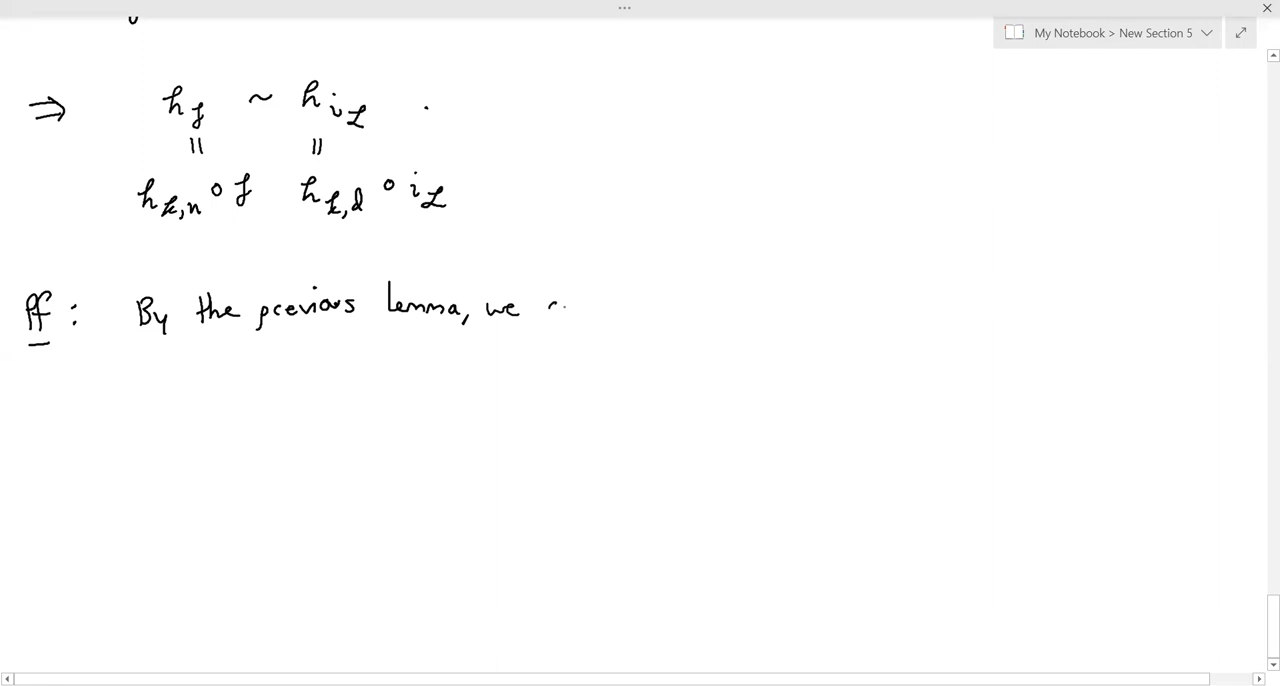 My Notebook > New Section 5
⇒ h_f ~ h_{i_L} .
|| ||
h_{k,n} ∘ f h_{k,d} ∘ i_L
pf : By the previous lemma, we